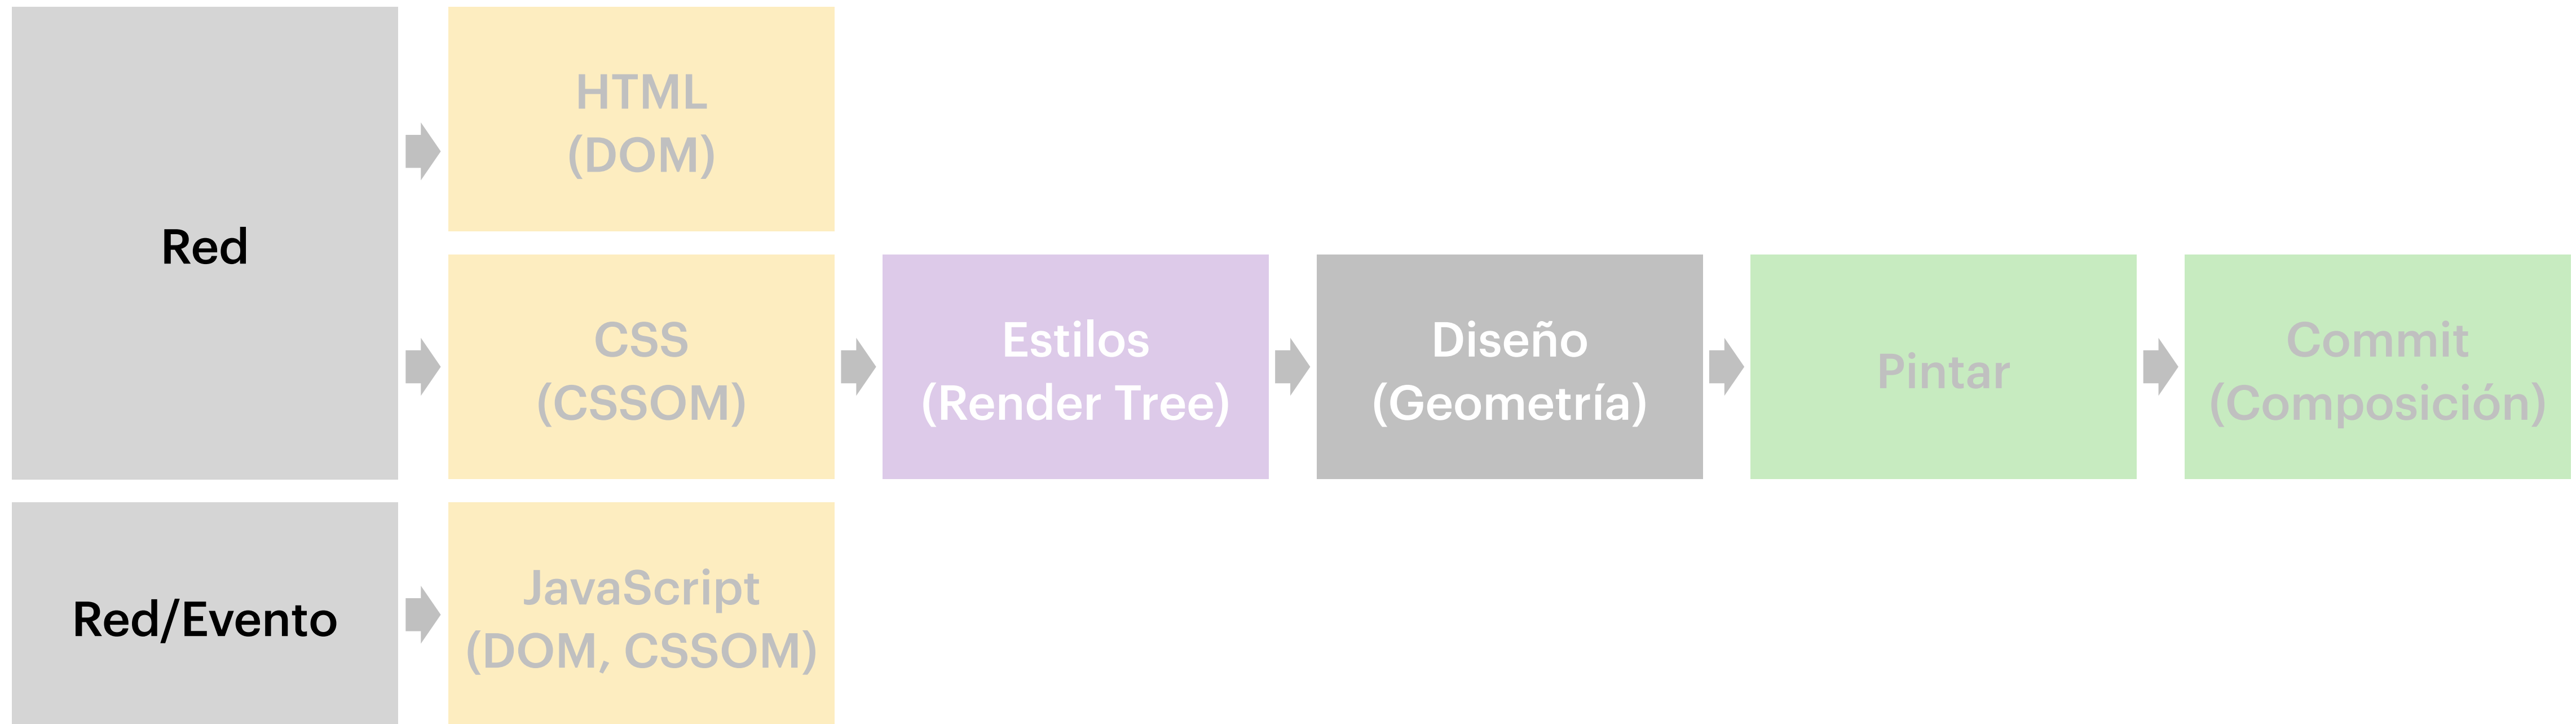 Red
HTML
(DOM)
CSS
(CSSOM)
Estilos
(Render Tree)
Diseño
(Geometría)
Pintar
Commit
(Composición)
Red/Evento
JavaScript
(DOM, CSSOM)